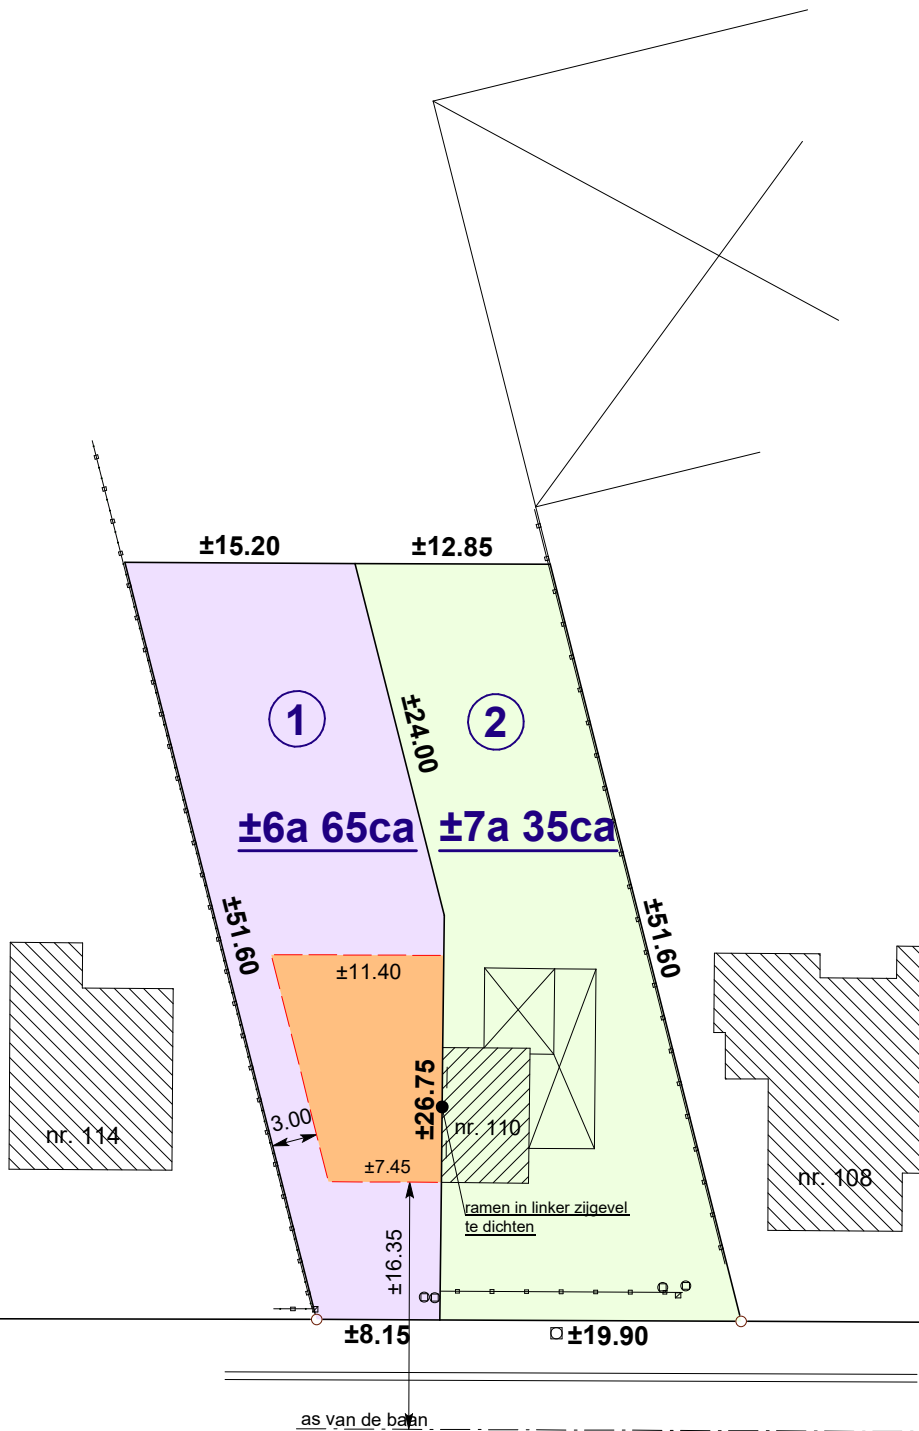 ±15.20
±12.85
±24.00
1
2
±6a 65ca
±7a 35ca
±51.60
±51.60
±11.40
±26.75
3.00
nr. 114
nr. 110
nr. 108
±7.45
ramen in linker zijgevel
te dichten
±16.35
±8.15
±19.90
as van de baan